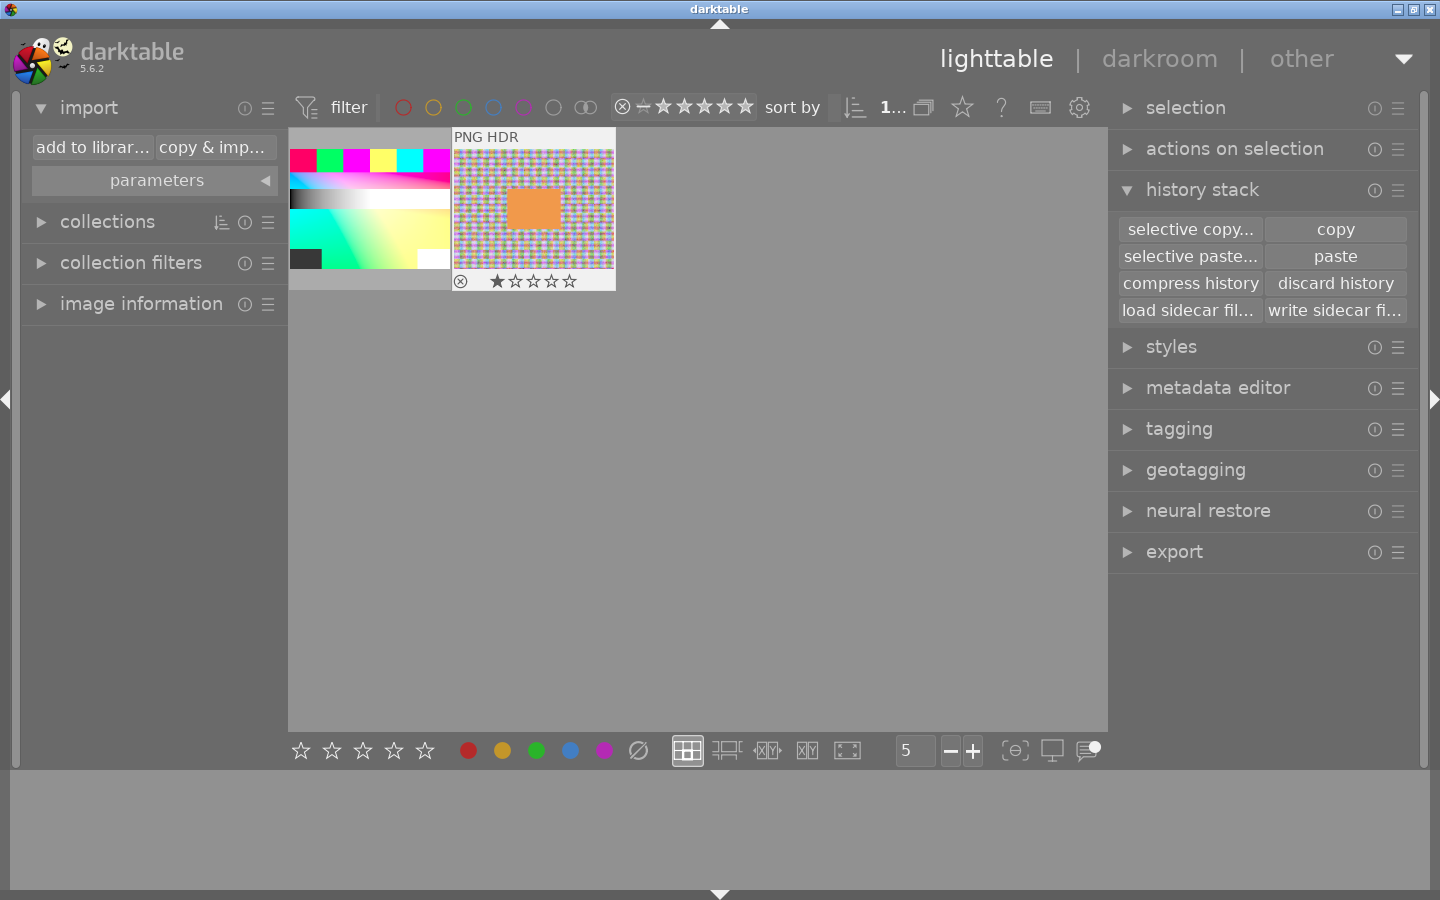 darktable
darktable
5.6.2
lighttable | darkroom | other
import
filter
sort by
1...
add to librar...
copy & imp...
parameters
collections
collection filters
image information
PNG HDR
selection
actions on selection
history stack
selective copy...
copy
selective paste...
paste
compress history
discard history
load sidecar fil...
write sidecar fi...
styles
metadata editor
tagging
geotagging
neural restore
export
5